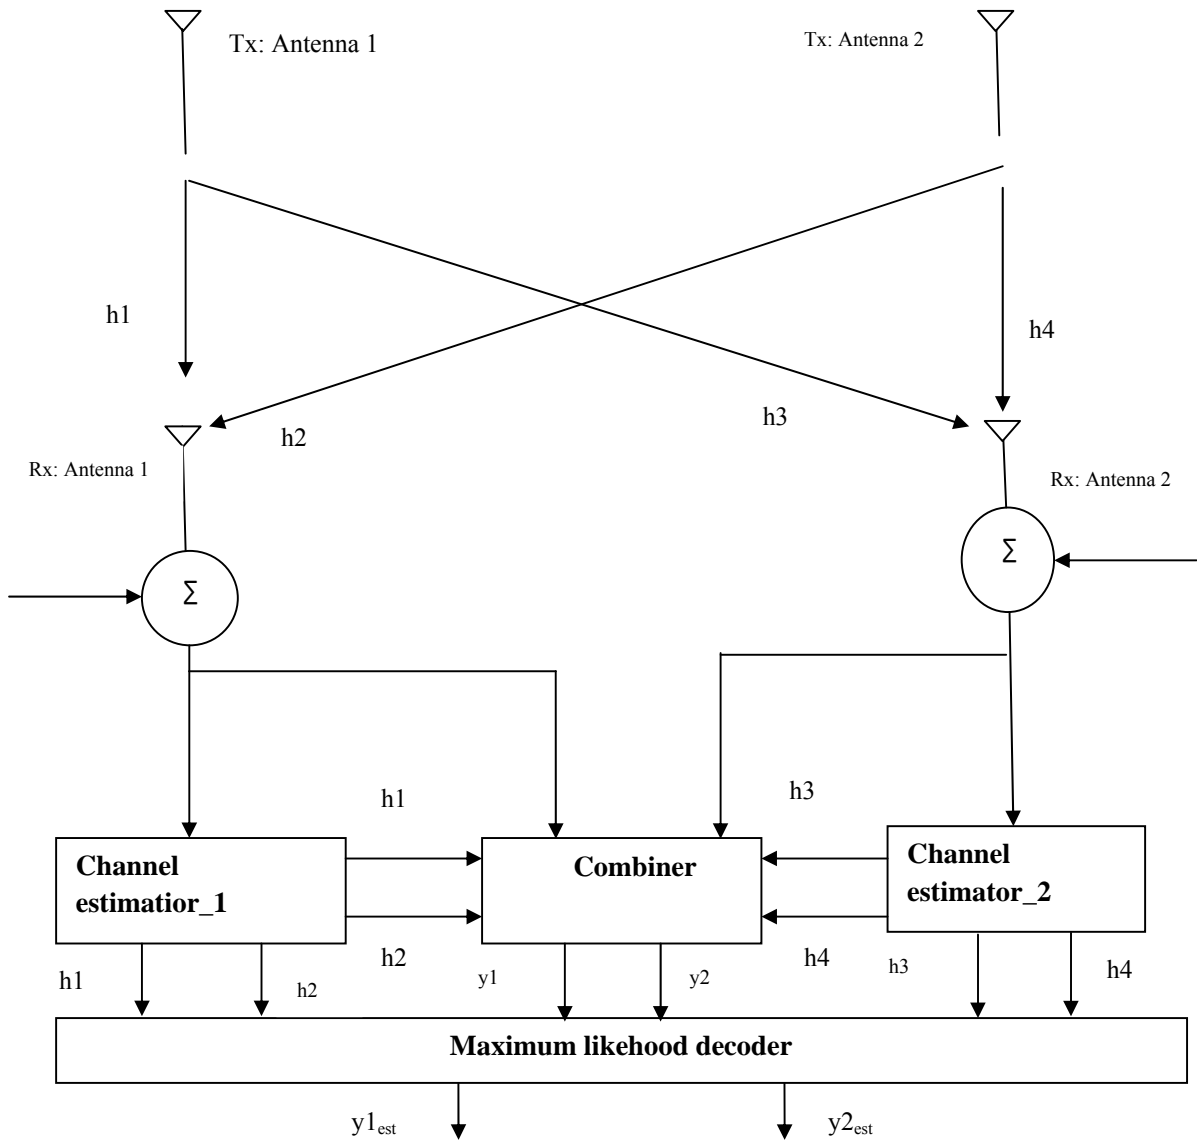 Tx: Antenna 1
Tx: Antenna 2
h1
h4
h2
h3
Rx: Antenna 1
Rx: Antenna 2
Σ
Σ
h1
h3
Channel
estimatior_1
Combiner
Channel
estimator_2
h1
h2
h2
y1
y2
h4
h3
h4
Maximum likehood decoder
y1est
y2est